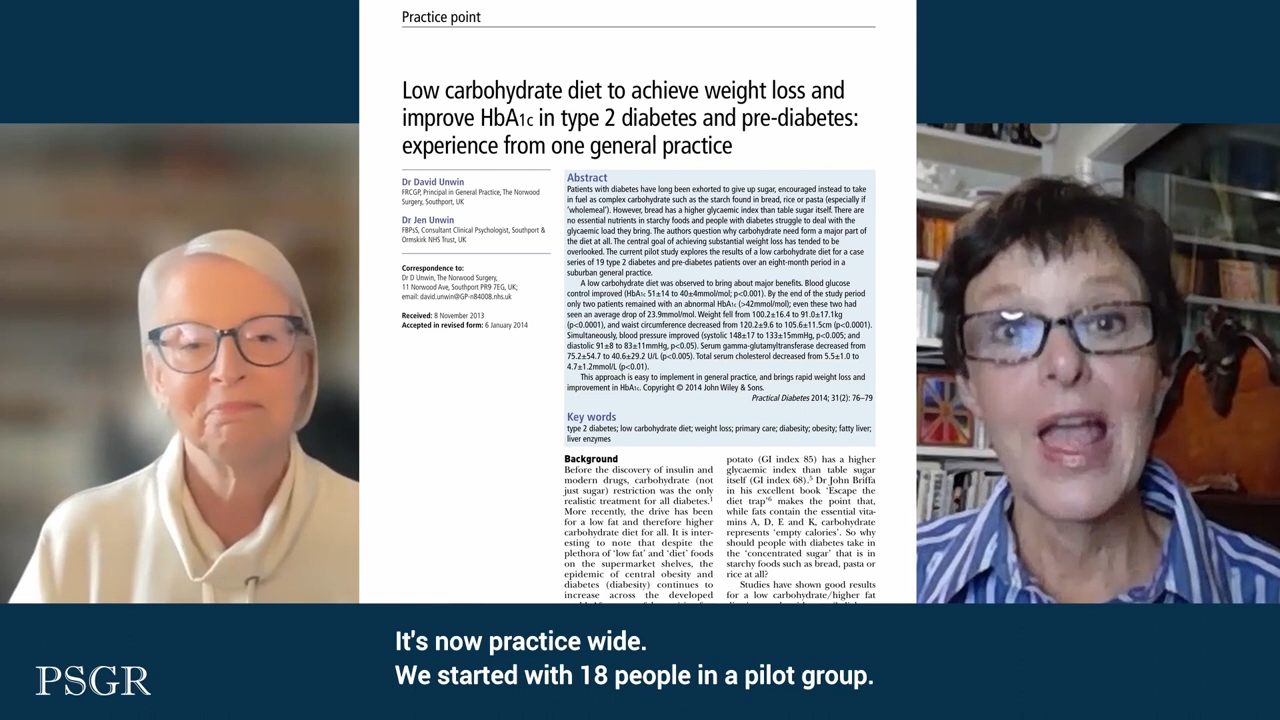 Practice point
Low carbohydrate diet to achieve weight loss and
improve HbA1c in type 2 diabetes and pre-diabetes:
experience from one general practice
Dr David Unwin
FRCGP, Principal in General Practice, The Norwood
Surgery, Southport, UK
Dr Jen Unwin
FBPsS, Consultant Clinical Psychologist, Southport &
Ormskirk NHS Trust, UK
Correspondence to:
Dr D Unwin, The Norwood Surgery,
11 Norwood Ave, Southport PR9 7EG, UK;
email: david.unwin@GP-n84008.nhs.uk
Received: 8 November 2013
Accepted in revised form: 6 January 2014
Abstract
Patients with diabetes have long been exhorted to give up sugar, encouraged instead to take
in fuel as complex carbohydrate such as the starch found in bread, rice or pasta (especially if
‘wholemeal’). However, bread has a higher glycaemic index than table sugar itself. There are
no essential nutrients in starchy foods and people with diabetes struggle to deal with the
glycaemic load they bring. The authors question why carbohydrate need form a major part of
the diet at all. The central goal of achieving substantial weight loss has tended to be
overlooked. The current pilot study explores the results of a low carbohydrate diet for a case
series of 19 type 2 diabetes and pre-diabetes patients over an eight-month period in a
suburban general practice.
A low carbohydrate diet was observed to bring about major benefits. Blood glucose
control improved (HbA1c 51±14 to 40±4mmol/mol; p<0.001). By the end of the study period
only two patients remained with an abnormal HbA1c (>42mmol/mol); even these two had
seen an average drop of 23.9mmol/mol. Weight fell from 100.2±16.4 to 91.0±17.1kg
(p<0.0001), and waist circumference decreased from 120.2±9.6 to 105.6±11.5cm (p<0.0001).
Simultaneously, blood pressure improved (systolic 148±17 to 133±15mmHg, p<0.005; and
diastolic 91±8 to 83±11mmHg, p<0.05). Serum gamma-glutamyltransferase decreased from
75.2±54.7 to 40.6±29.2 U/L (p<0.005). Total serum cholesterol decreased from 5.5±1.0 to
4.7±1.2mmol/L (p<0.01).
This approach is easy to implement in general practice, and brings rapid weight loss and
improvement in HbA1c. Copyright © 2014 John Wiley & Sons.
Practical Diabetes 2014; 31(2): 76–79
Key words
type 2 diabetes; low carbohydrate diet; weight loss; primary care; diabesity; obesity; fatty liver;
liver enzymes
Background
Before the discovery of insulin and
modern drugs, carbohydrate (not
just sugar) restriction was the only
realistic treatment for all diabetes.1
More recently, the drive has been
for a low fat and therefore higher
carbohydrate diet for all. It is inter-
esting to note that despite the
plethora of ‘low fat’ and ‘diet’ foods
on the supermarket shelves, the
epidemic of central obesity and
diabetes (diabesity) continues to
increase across the developed
potato (GI index 85) has a higher
glycaemic index than table sugar
itself (GI index 68).5 Dr John Briffa
in his excellent book ‘Escape the
diet trap’6 makes the point that,
while fats contain the essential vita-
mins A, D, E and K, carbohydrate
represents ‘empty calories’. So why
should people with diabetes take in
the ‘concentrated sugar’ that is in
starchy foods such as bread, pasta or
rice at all?
Studies have shown good results
for a low carbohydrate/higher fat
It's now practice wide.
We started with 18 people in a pilot group.
PSGR